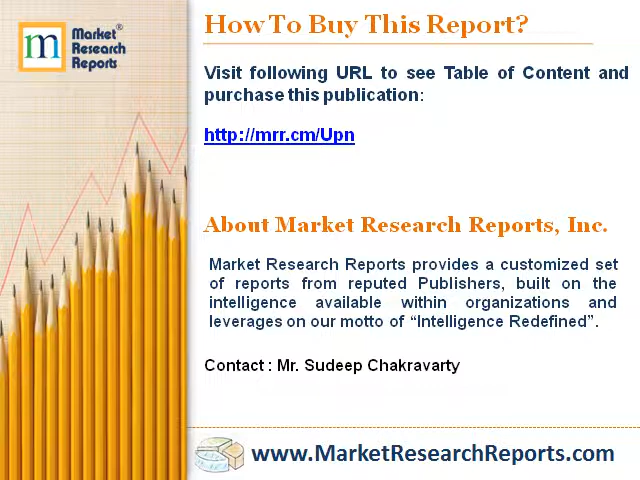 m
Market®
Research
Reports
How To Buy This Report?
Visit following URL to see Table of Content and
purchase this publication:
http://mrr.cm/Upn
About Market Research Reports, Inc.
Market Research Reports provides a customized set
of reports from reputed Publishers, built on the
intelligence available within organizations and
leverages on our motto of “Intelligence Redefined”.
Contact : Mr. Sudeep Chakravarty
www.MarketResearchReports.com